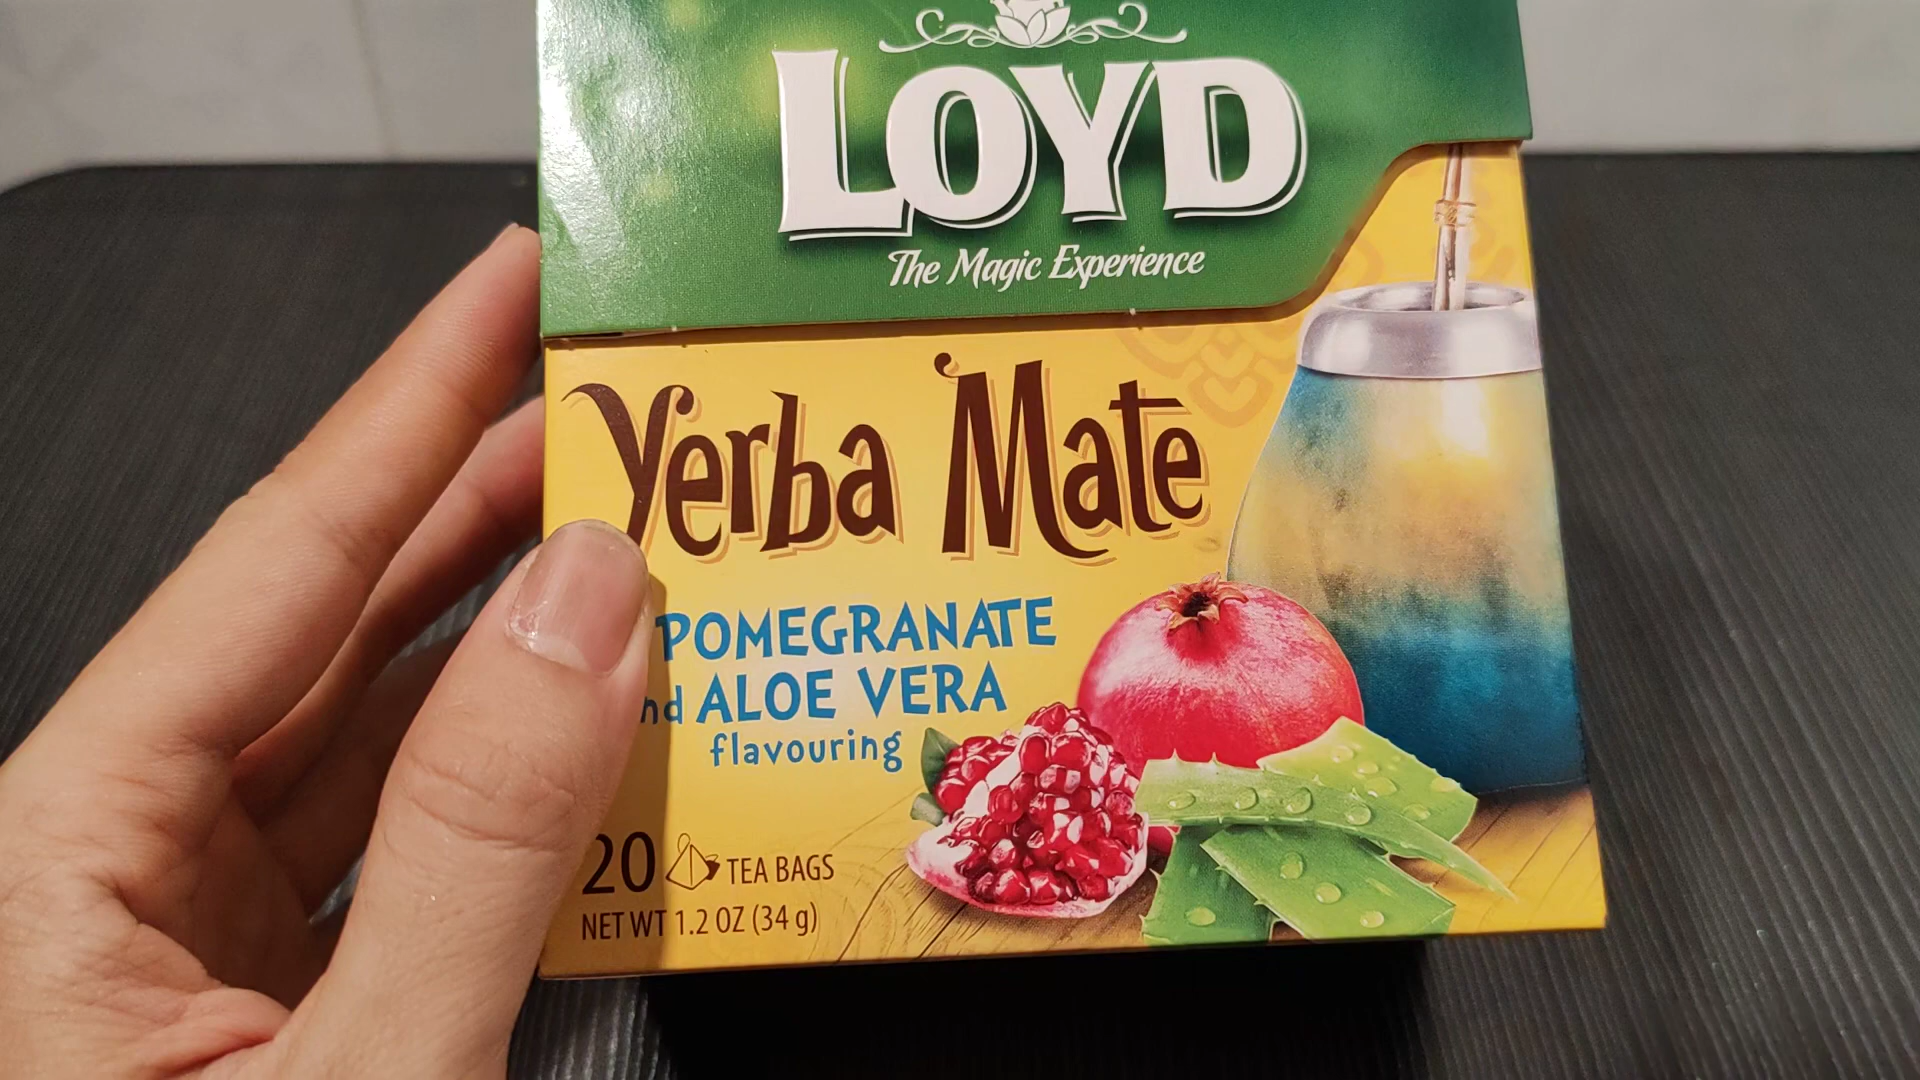 LOYD
The Magic Experience
Yerba Mate
POMEGRANATE
nd ALOE VERA
flavouring
20 TEA BAGS
NET WT 1.2 OZ (34 g)